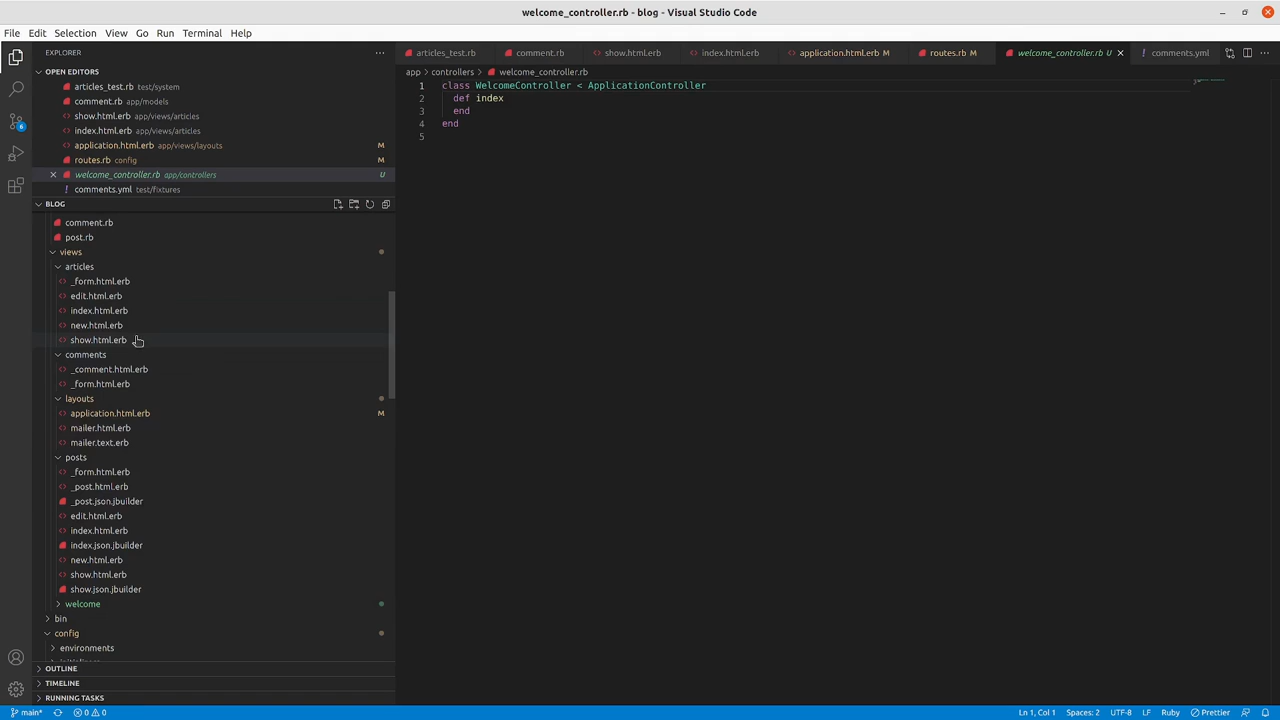 welcome_controller.rb - blog - Visual Studio Code
File Edit Selection View Go Run Terminal Help
EXPLORER
articles_test.rb comment.rb show.html.erb index.html.erb application.html.erb M routes.rb M welcome_controller.rb U comments.yml
OPEN EDITORS
articles_test.rb test/system
comment.rb app/models
show.html.erb app/views/articles
index.html.erb app/views/articles
application.html.erb app/views/layouts M
routes.rb config M
welcome_controller.rb app/controllers U
! comments.yml test/fixtures
BLOG
comment.rb
post.rb
views
articles
_form.html.erb
edit.html.erb
index.html.erb
new.html.erb
show.html.erb
comments
_comment.html.erb
_form.html.erb
layouts
application.html.erb M
mailer.html.erb
mailer.text.erb
posts
_form.html.erb
_post.html.erb
_post.json.jbuilder
edit.html.erb
index.html.erb
index.json.jbuilder
new.html.erb
show.html.erb
show.json.jbuilder
welcome
bin
config
environments
OUTLINE
TIMELINE
RUNNING TASKS
6
app > controllers > welcome_controller.rb
1 class WelcomeController < ApplicationController
2 def index
3 end
4 end
5
main* 0 0 Ln 1, Col 1 Spaces: 2 UTF-8 LF Ruby Prettier